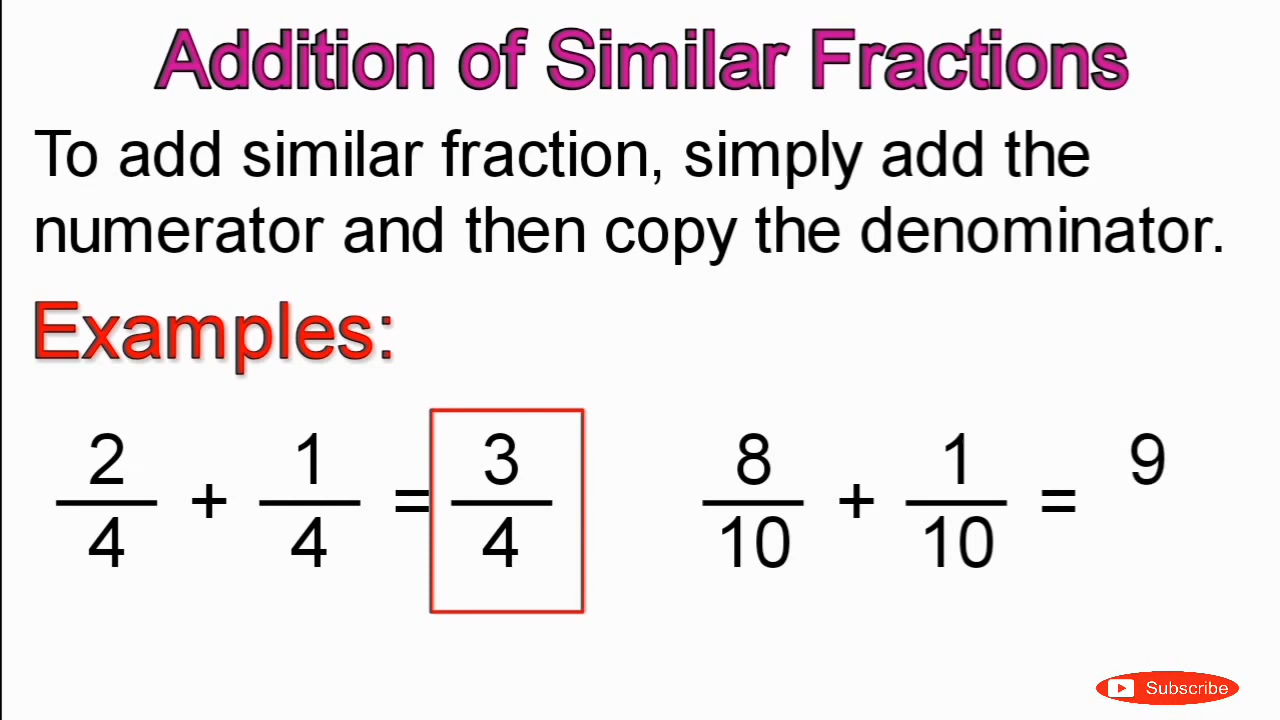 Addition of Similar Fractions
To add similar fraction, simply add the
numerator and then copy the denominator.
Examples:
2/4 + 1/4 = 3/4
8/10 + 1/10 = 9
Subscribe